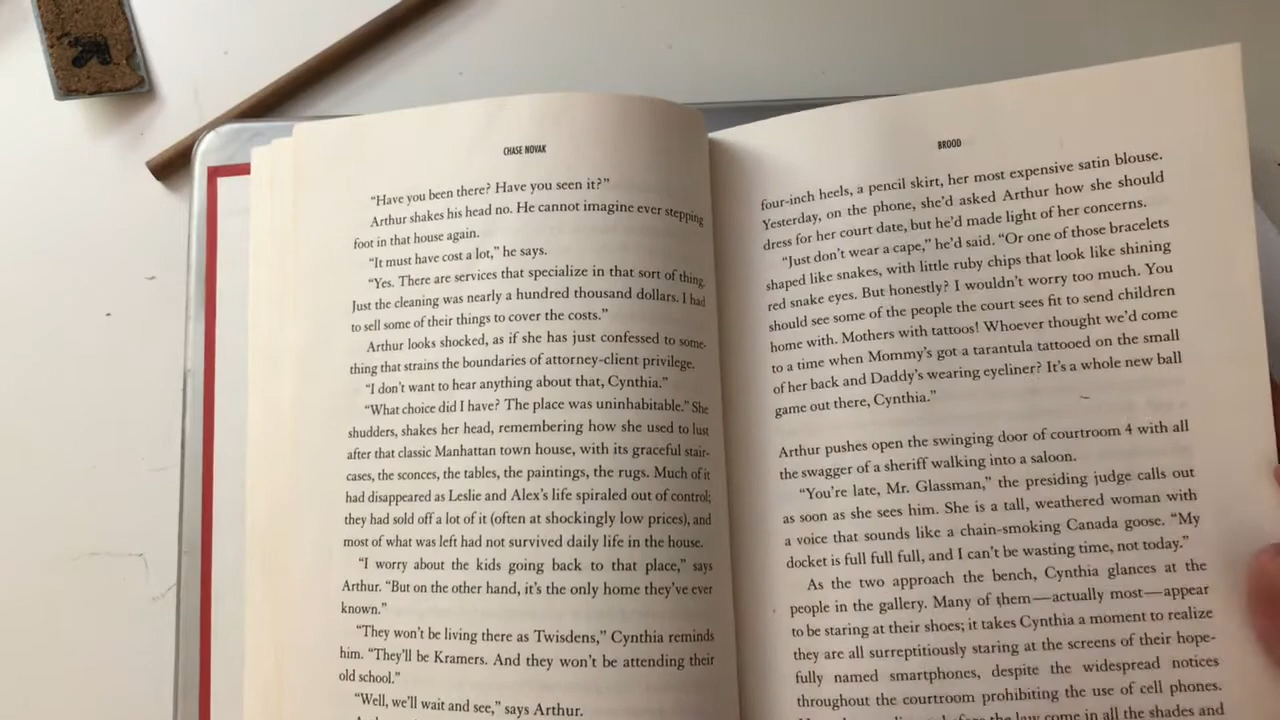 CHASE NOVAK
“Have you been there? Have you seen it?”
Arthur shakes his head no. He cannot imagine ever stepping
foot in that house again.
“It must have cost a lot,” he says.
“Yes. There are services that specialize in that sort of thing.
Just the cleaning was nearly a hundred thousand dollars. I had
to sell some of their things to cover the costs.”
Arthur looks shocked, as if she has just confessed to some-
thing that strains the boundaries of attorney-client privilege.
“I don’t want to hear anything about that, Cynthia.”
“What choice did I have? The place was uninhabitable.” She
shudders, shakes her head, remembering how she used to lust
after that classic Manhattan town house, with its graceful stair-
cases, the sconces, the tables, the paintings, the rugs. Much of it
had disappeared as Leslie and Alex’s life spiraled out of control;
they had sold off a lot of it (often at shockingly low prices), and
most of what was left had not survived daily life in the house.
“I worry about the kids going back to that place,” says
Arthur. “But on the other hand, it’s the only home they’ve ever
known.”
“They won’t be living there as Twisdens,” Cynthia reminds
him. “They’ll be Kramers. And they won’t be attending their
old school.”
“Well, we’ll wait and see,” says Arthur.
BROOD
four-inch heels, a pencil skirt, her most expensive satin blouse.
Yesterday, on the phone, she’d asked Arthur how she should
dress for her court date, but he’d made light of her concerns.
“Just don’t wear a cape,” he’d said. “Or one of those bracelets
shaped like snakes, with little ruby chips that look like shining
red snake eyes. But honestly? I wouldn’t worry too much. You
should see some of the people the court sees fit to send children
home with. Mothers with tattoos! Whoever thought we’d come
to a time when Mommy’s got a tarantula tattooed on the small
of her back and Daddy’s wearing eyeliner? It’s a whole new ball
game out there, Cynthia.”
Arthur pushes open the swinging door of courtroom 4 with all
the swagger of a sheriff walking into a saloon.
“You’re late, Mr. Glassman,” the presiding judge calls out
as soon as she sees him. She is a tall, weathered woman with
a voice that sounds like a chain-smoking Canada goose. “My
docket is full full full, and I can’t be wasting time, not today.”
As the two approach the bench, Cynthia glances at the
people in the gallery. Many of them—actually most—appear
to be staring at their shoes; it takes Cynthia a moment to realize
they are all surreptitiously staring at the screens of their hope-
fully named smartphones, despite the widespread notices
throughout the courtroom prohibiting the use of cell phones.
the law come in all the shades and